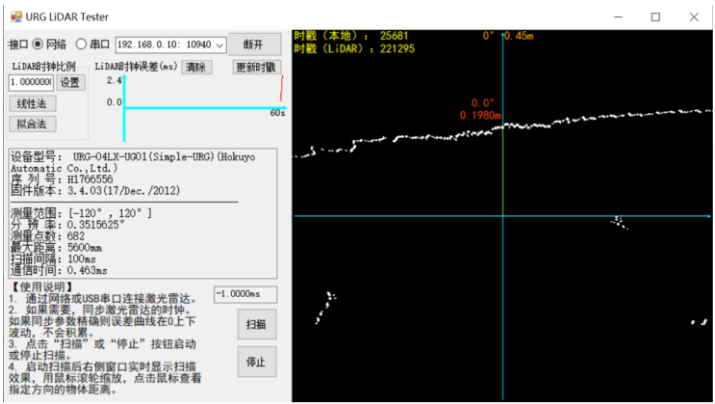 URG LiDAR Tester
接口 网络 串口 192.168.0.10: 10940 断开
LiDAR时钟比例 LiDAR时钟误差(ms) 清除 更新时戳
1.000000( 设置
线性法
拟合法
2.4
0.0
60s
设备型号: URG-04LX-UG01(Simple-URG)(Hokuyo
Automatic Co.,Ltd.)
序 列 号: H1766556
固件版本: 3.4.03(17/Dec./2012)
测量范围: [-120° , 120° ]
分 辨 率: 0.3515625°
测量点数: 682
最大距离: 5600mm
扫描间隔: 100ms
通信时间: 0.463ms
【使用说明】
1. 通过网络或USB串口连接激光雷达。
2. 如果需要, 同步激光雷达的时钟。
如果同步参数精确则误差曲线在0上下
波动, 不会积累。
3. 点击“扫描”或“停止”按钮启动
或停止扫描。
4. 启动扫描后右侧窗口实时显示扫描
效果, 用鼠标滚轮缩放, 点击鼠标查看
指定方向的物体距离。
-1.0000ms
扫描
停止
时戳 (本地) : 25681
时戳 (LiDAR) : 221295
0° 0.45m
0.0°
0.1980m